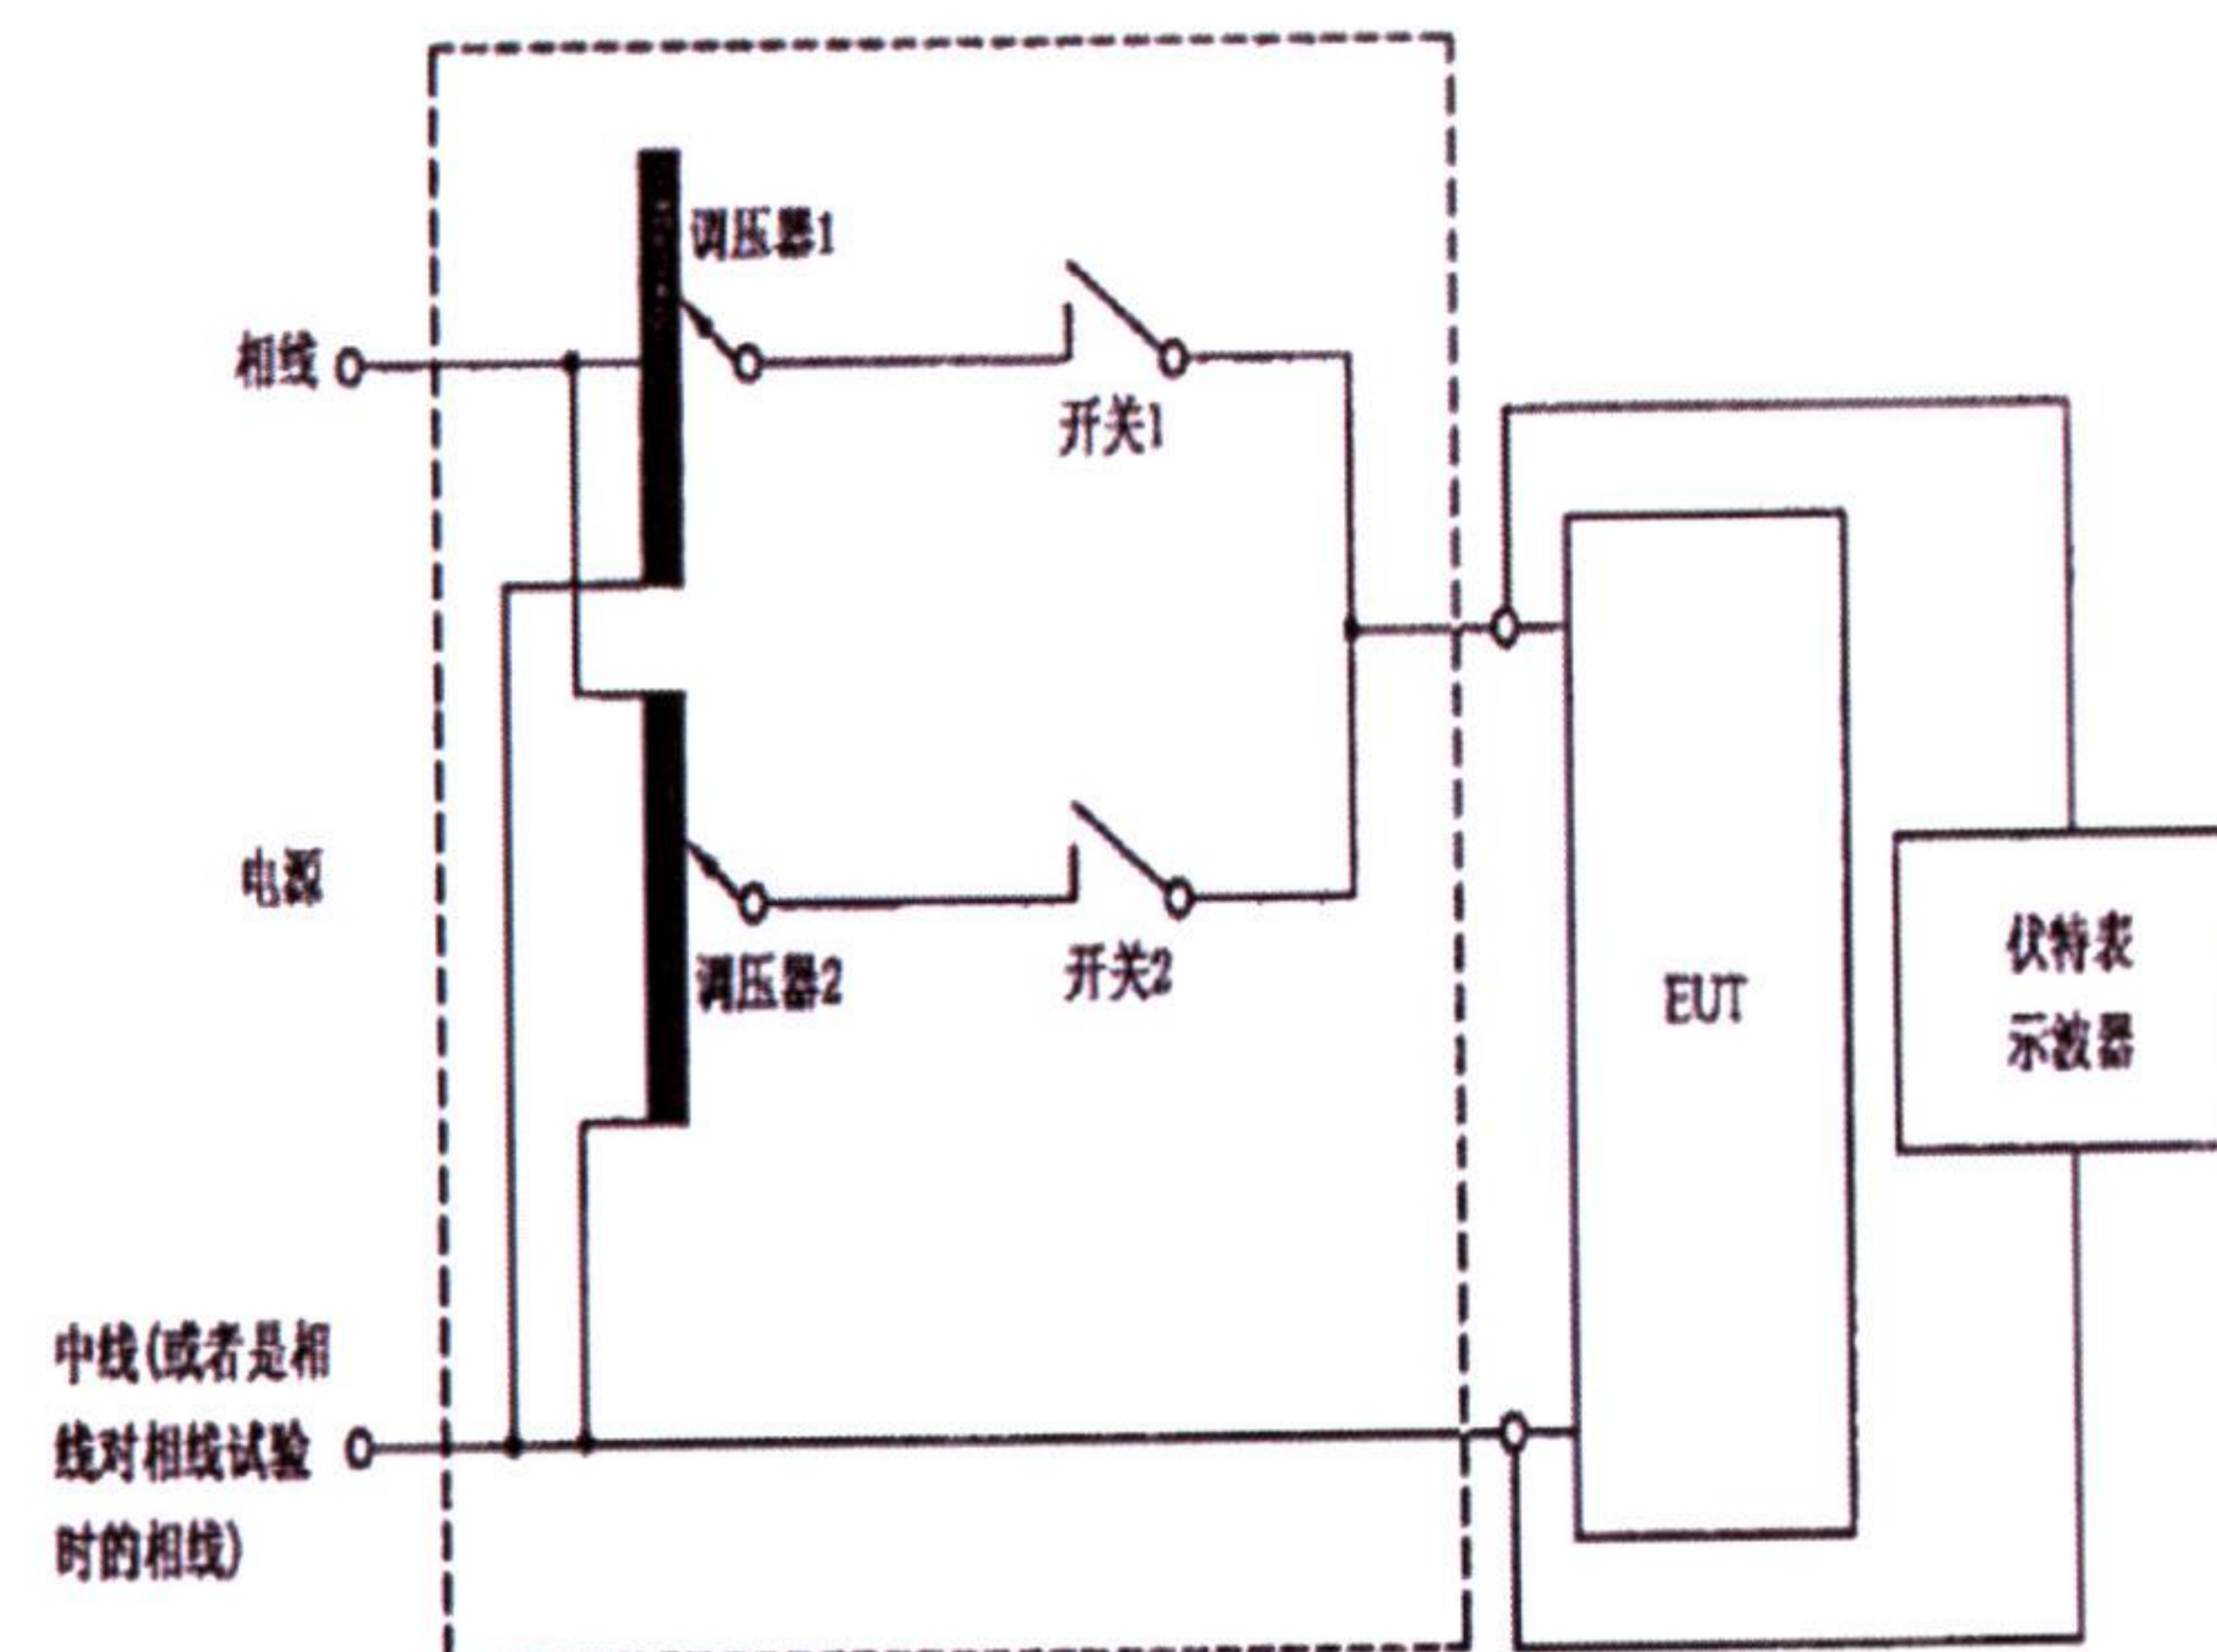 调压器1
相线
开关1
电源
调压器2
开关2
EUT
伏特表
示波器
中线(或者是相
线对相线试验
时的相线)